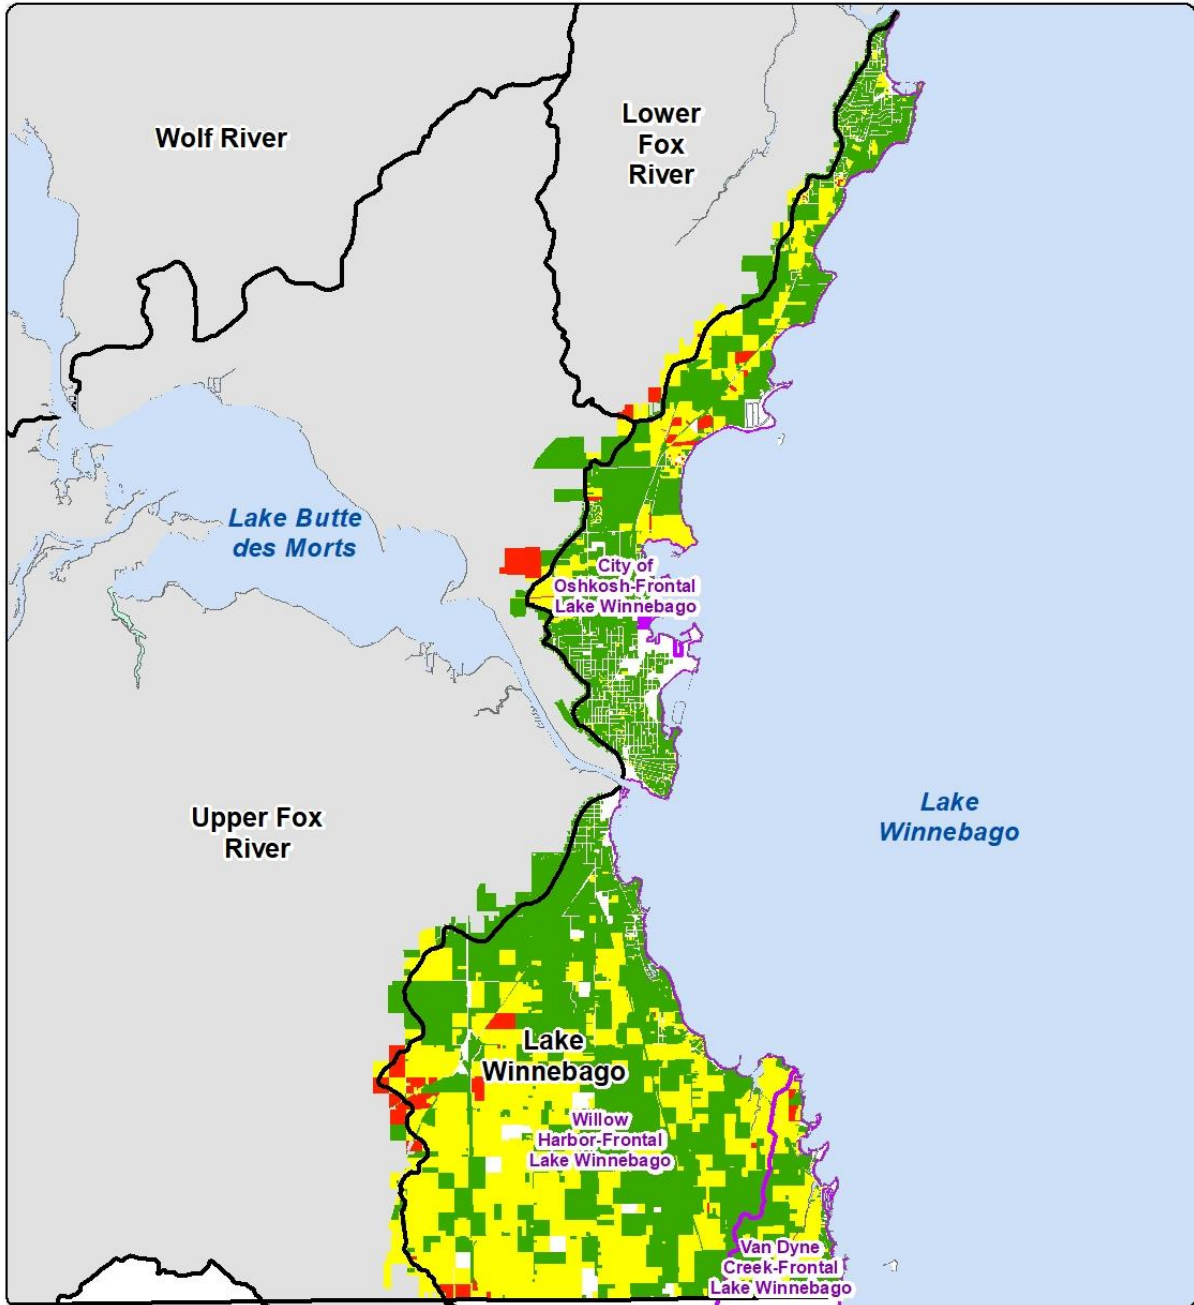 Wolf River
Lower
Fox
River
Lake Butte
des Morts
City of
Oshkosh-Frontal
Lake Winnebago
Upper Fox
River
Lake
Winnebago
Lake
Winnebago
Willow
Harbor-Frontal
Lake Winnebago
Van Dyne
Creek-Frontal
Lake Winnebago